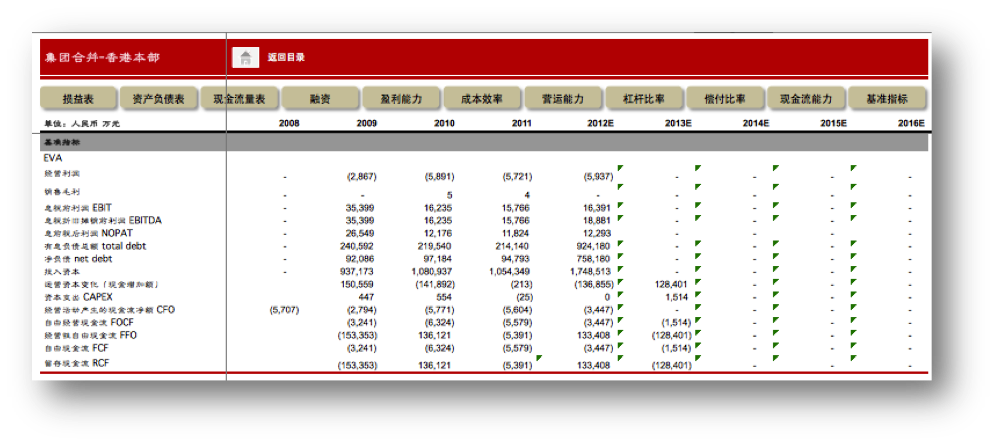 集团合并-香港本部 返回目录
损益表 资产负债表 现金流量表 融资 盈利能力 成本效率 营运能力 杠杆比率 偿付比率 现金流能力 基准指标
单位：人民币 万元 2008 2009 2010 2011 2012E 2013E 2014E 2015E 2016E
基准指标
EVA
经营利润 - (2,867) (5,891) (5,721) (5,937) - - - -
销售毛利 - - 5 4 - - - - -
息税前利润 EBIT - 35,399 16,235 15,766 16,391 - - - -
息税折旧摊销前利润 EBITDA - 35,399 16,235 15,766 18,881 - - - -
息前税后利润 NOPAT - 26,549 12,176 11,824 12,293 - - - -
有息负债总额 total debt - 240,592 219,540 214,140 924,180 - - - -
净负债 net debt - 92,086 97,184 94,793 758,180 - - - -
投入资本 - 937,173 1,080,937 1,054,349 1,748,513 - - - -
运营资本变化（现金增加额） 150,559 (141,892) (213) (136,855) 128,401 - - -
资本支出 CAPEX 447 554 (25) 0 1,514 - - -
经营活动产生的现金流净额 CFO (5,707) (2,794) (5,771) (5,604) (3,447) - - - -
自由经营现金流 FOCF (3,241) (6,324) (5,579) (3,447) (1,514) - - -
经营股自由现金流 FFO (153,353) 136,121 (5,391) 133,408 (128,401) - - -
自由现金流 FCF (3,241) (6,324) (5,579) (3,447) (1,514) - - -
留存现金流 RCF (153,353) 136,121 (5,391) 133,408 (128,401) - - -